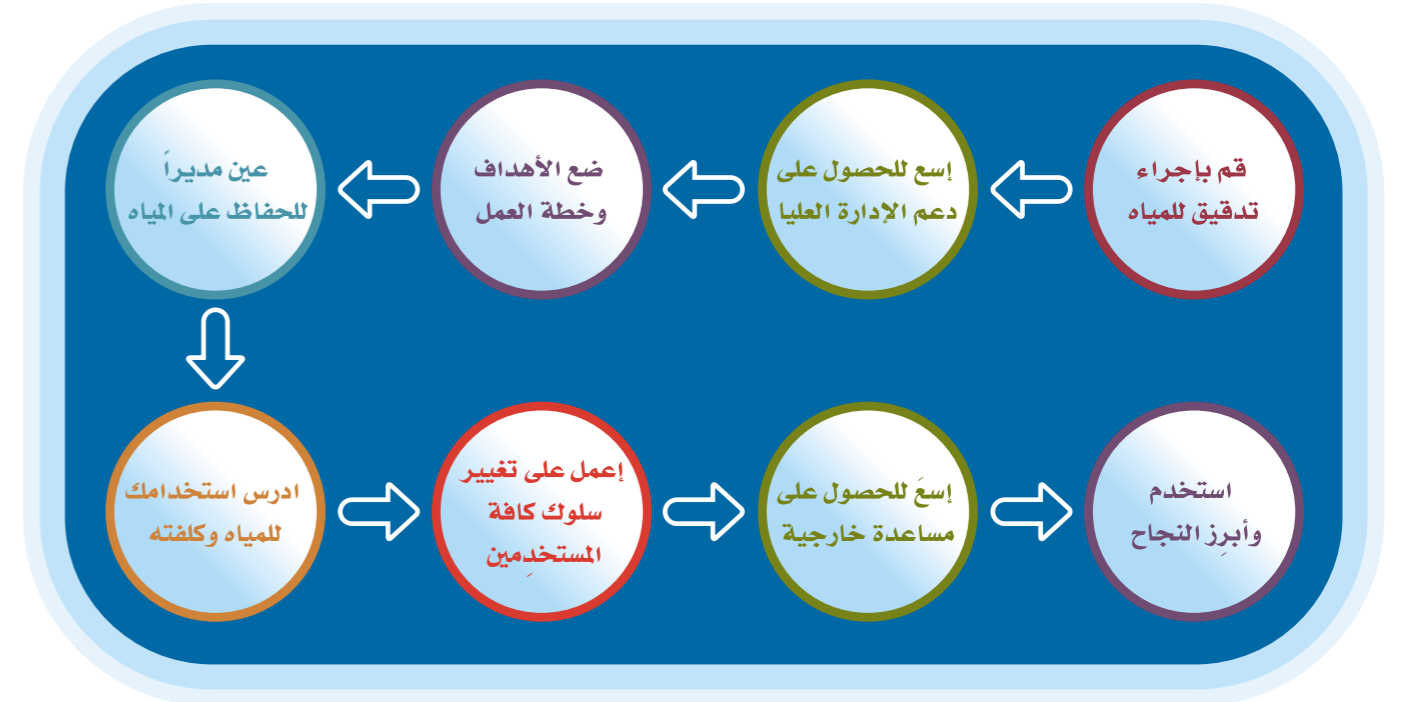 قم بإجراء
تدقيق للمياه
إسع للحصول على
دعم الإدارة العليا
ضع الأهداف
وخطة العمل
عين مديراَ
للحفاظ على المياه
ادرس استخدامك
للمياه وكلفته
إعمل على تغيير
سلوك كافة
المستخدِمين
إسعَ للحصول على
مساعدة خارجية
استخدم
وأبرِز النجاح